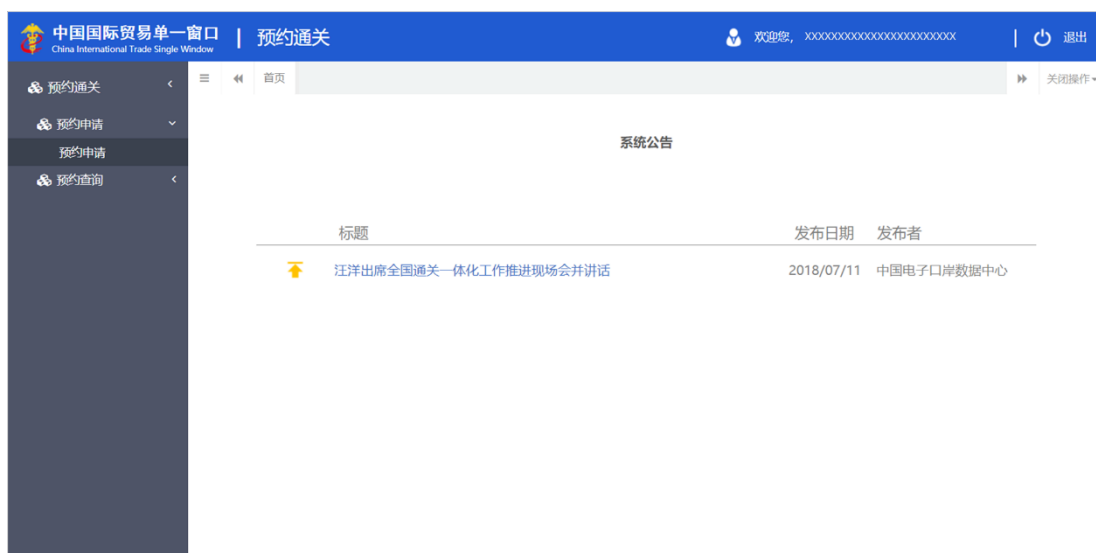 中国国际贸易单一窗口 | 预约通关
China International Trade Single Window
欢迎您, XXXXXXXXXXXXXXXXXXXXXXXX | 退出
预约通关
首页
关闭操作
预约申请
预约申请
预约查询
系统公告
标题 发布日期 发布者
汪洋出席全国通关一体化工作推进现场会并讲话 2018/07/11 中国电子口岸数据中心